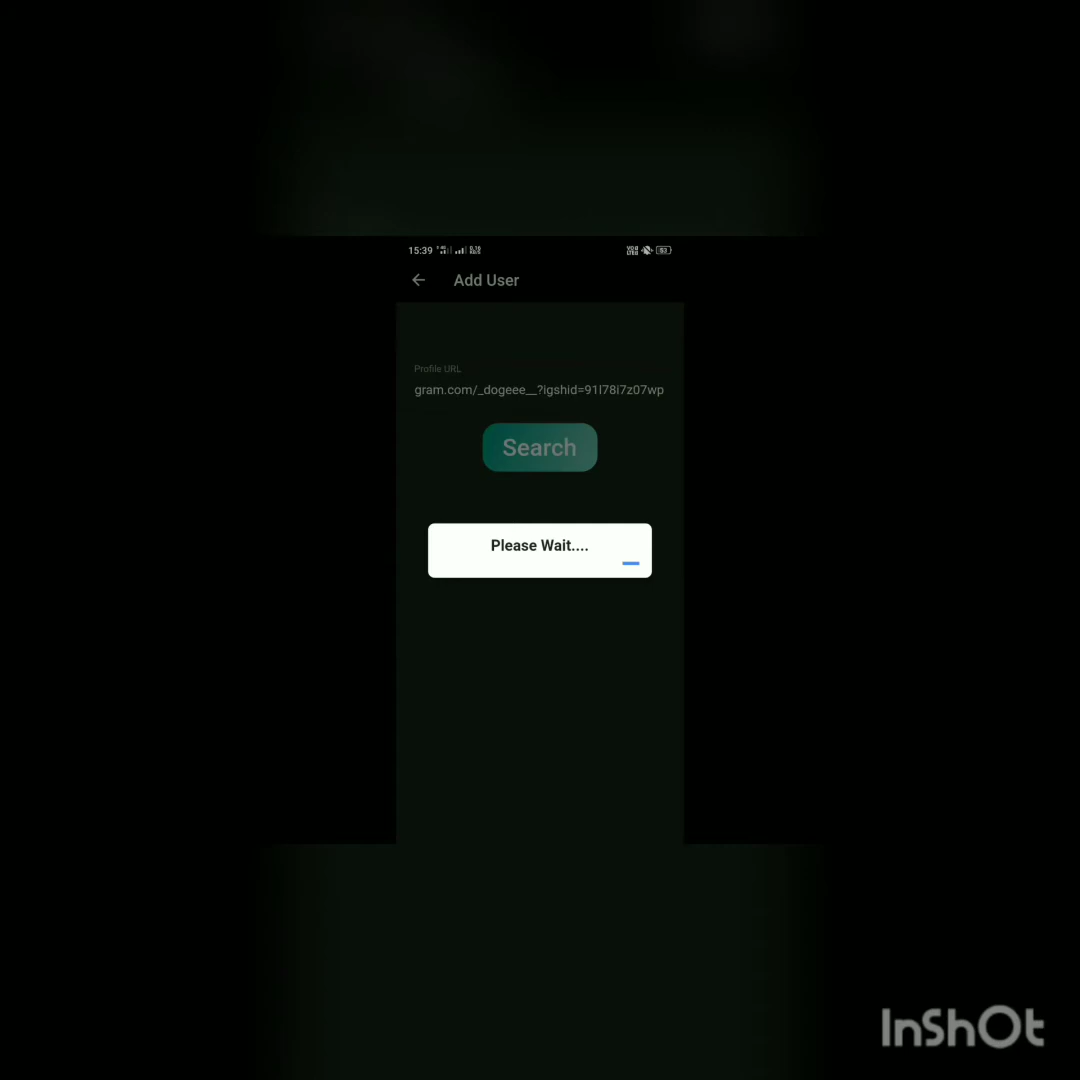 15:39
Add User
Profile URL
gram.com/_dogeee__?igshid=91l78i7z07wp
Search
Please Wait....
InShOt